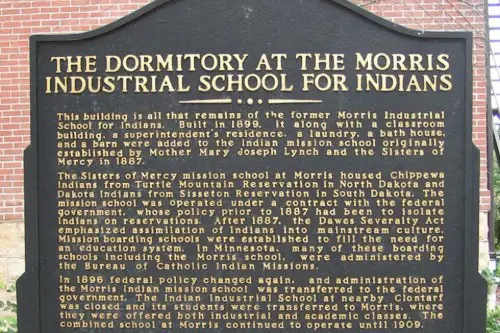 THE DORMITORY AT THE MORRIS
INDUSTRIAL SCHOOL FOR INDIANS
This building is all that remains of the former Morris Industrial
School for Indians. Built in 1899, it along with a classroom
building, a superintendent's residence, a laundry, a bath house,
and a barn were added to the Indian mission school originally
established by Mother Mary Joseph Lynch and the Sisters of
Mercy in 1887.
The Sisters of Mercy mission school at Morris housed Chippewa
Indians from Turtle Mountain Reservation in North Dakota and
Dakota Indians from Sisseton Reservation in South Dakota. The
mission school was operated under a contract with the federal
government, whose policy prior to 1887 had been to isolate
Indians on reservations. After 1887, the Dawes Severalty Act
emphasized assimilation of Indians into mainstream culture.
Mission boarding schools were established to fill the need for
an education system. In Minnesota, many of these boarding
schools including the Morris school, were administered by
the Bureau of Catholic Indian Missions.
In 1896 federal policy changed again, and administration of
the Morris Indian mission school was transferred to the federal
government. The Indian Industrial School at nearby Clontarf
was closed and its students were transferred to Morris, where
they were offered both industrial and academic classes. The
combined school at Morris continued to operate until 1909.